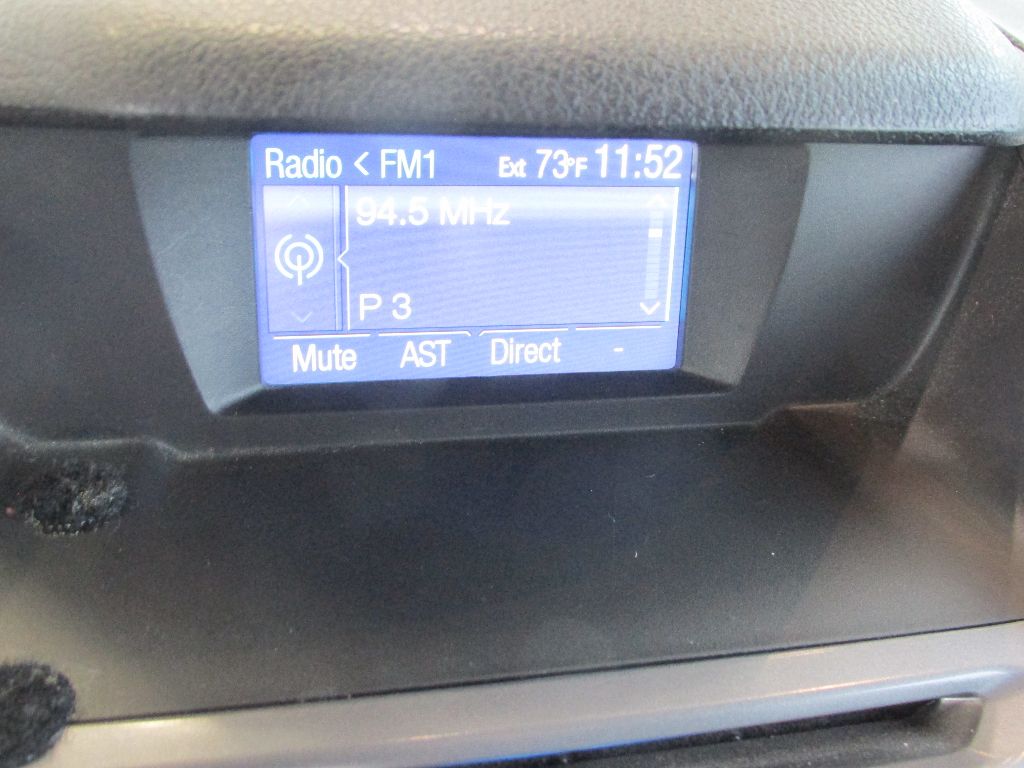 Radio < FM1 Ext 73°F 11:52
94.5 MHz
P 3
Mute AST Direct -